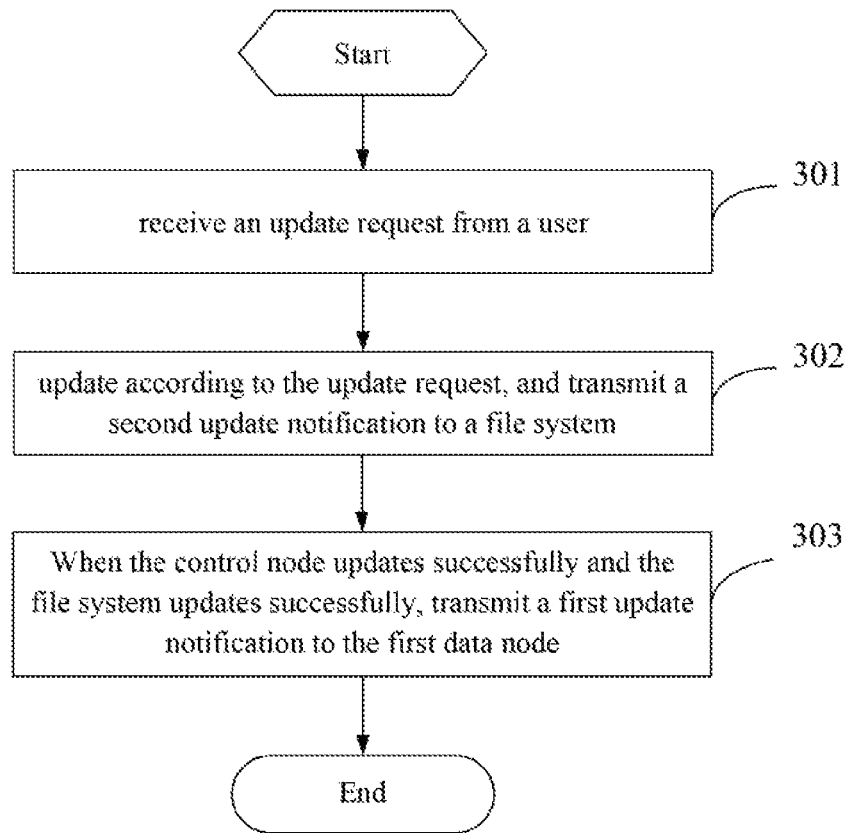 Start
301
receive an update request from a user
302
update according to the update request, and transmit a
second update notification to a file system
303
When the control node updates successfully and the
file system updates successfully, transmit a first update
notification to the first data node
End